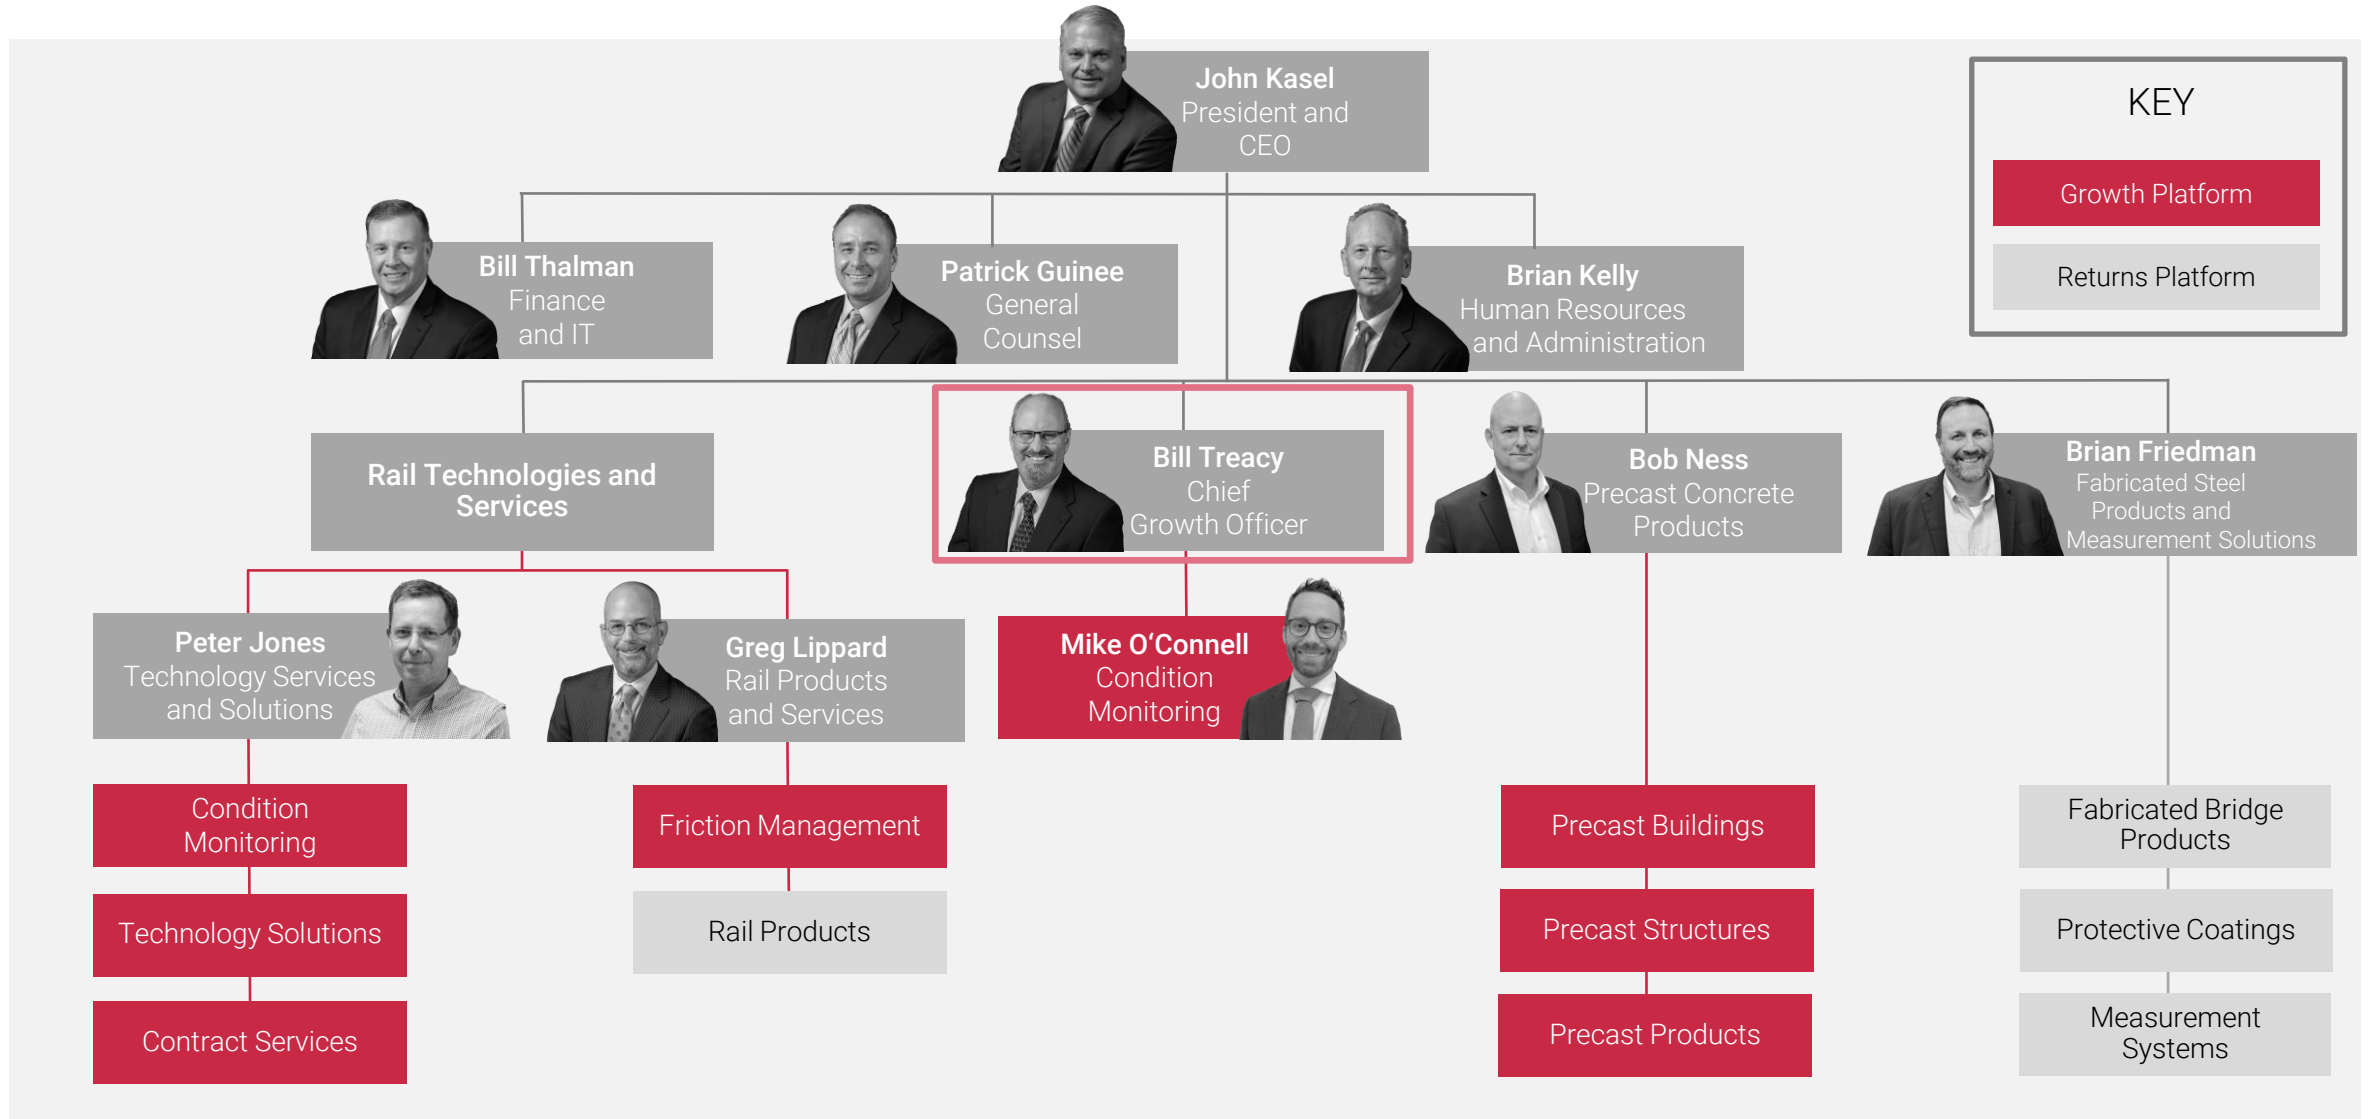 John Kasel
President and
CEO
KEY
Growth Platform
Returns Platform
Bill Thalman
Finance
and IT
Patrick Guinee
General
Counsel
Brian Kelly
Human Resources
and Administration
Rail Technologies and
Services
Bill Treacy
Chief
Growth Officer
Bob Ness
Precast Concrete
Products
Brian Friedman
Fabricated Steel
Products and
Measurement Solutions
Peter Jones
Technology Services
and Solutions
Greg Lippard
Rail Products
and Services
Mike O‘Connell
Condition
Monitoring
Condition
Monitoring
Technology Solutions
Contract Services
Friction Management
Rail Products
Precast Buildings
Precast Structures
Precast Products
Fabricated Bridge
Products
Protective Coatings
Measurement
Systems